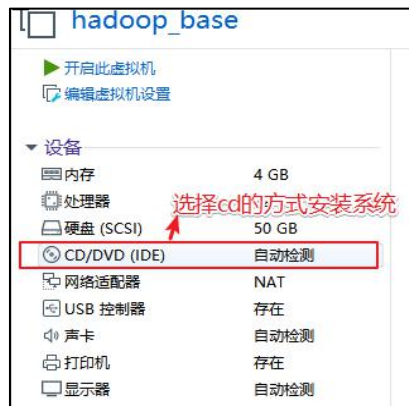 hadoop_base
开启此虚拟机
编辑虚拟机设置
设备
内存 4 GB
处理器
选择cd的方式安装系统
硬盘 (SCSI) 50 GB
CD/DVD (IDE) 自动检测
网络适配器 NAT
USB 控制器 存在
声卡 自动检测
打印机 存在
显示器 自动检测